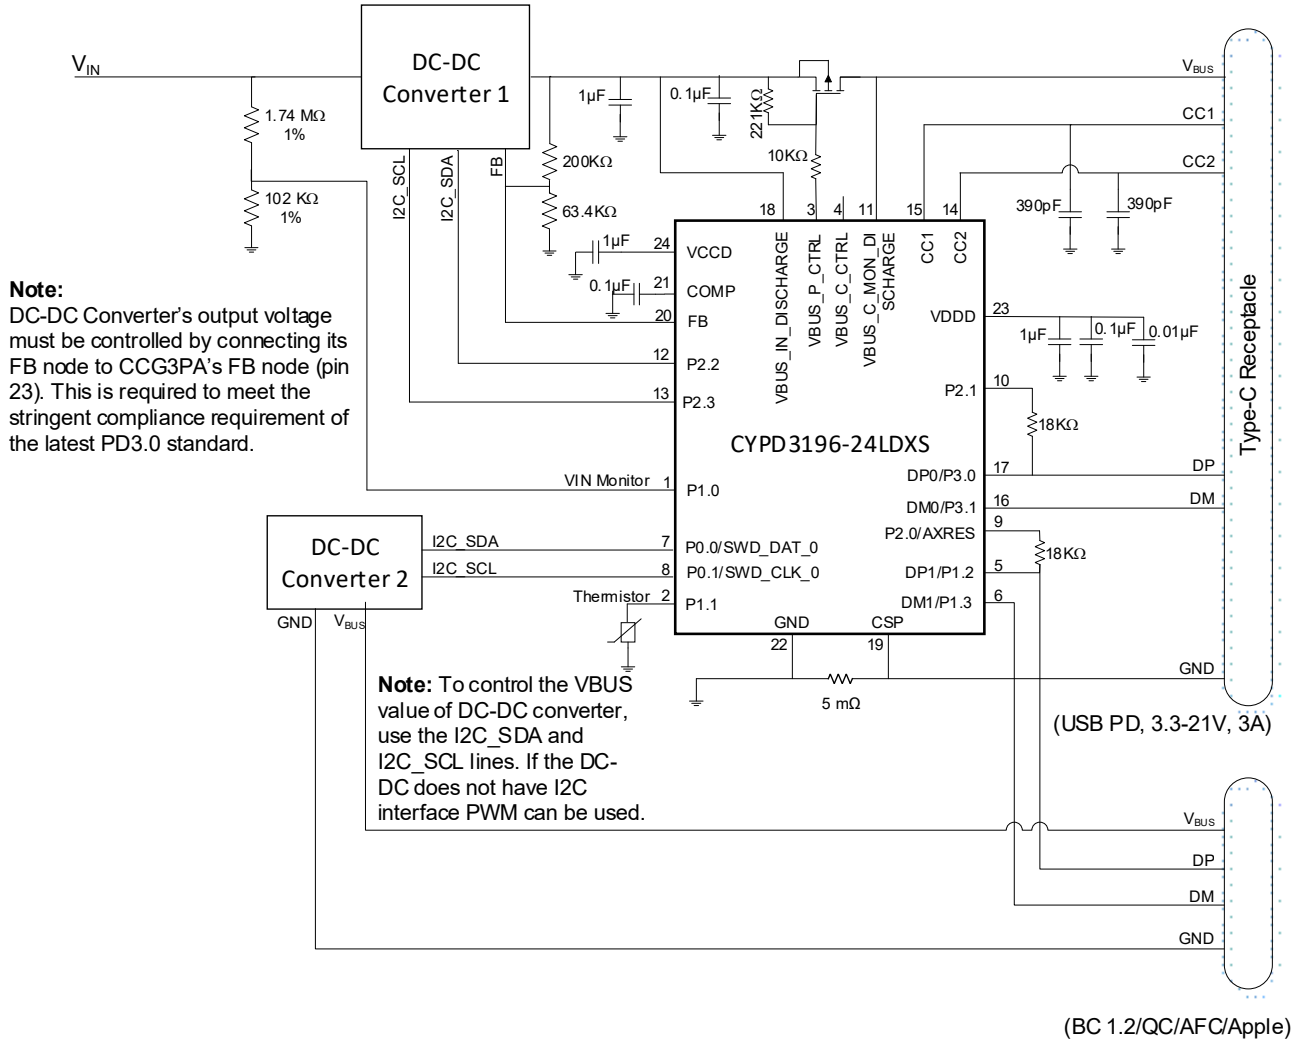 V_IN
DC-DC
Converter 1
1.74 MΩ
1%
102 KΩ
1%
I2C_SCL
I2C_SDA
FB
200KΩ
63.4KΩ
1µF
0.1µF
221KΩ
10KΩ
V_BUS
CC1
CC2
390pF
390pF
18
3
4
11
15
14
VBUS_IN_DISCHARGE
VBUS_P_CTRL
VBUS_C_CTRL
VBUS_C_MON_DI
SCHARGE
CC1
CC2
1µF
24
VCCD
0.1µF
21
COMP
20
FB
12
P2.2
13
P2.3
VIN Monitor
1
P1.0
I2C_SDA
7
P0.0/SWD_DAT_0
I2C_SCL
8
P0.1/SWD_CLK_0
Thermistor
2
P1.1
CYPD3196-24LDXS
VDDD
23
1µF
0.1µF
0.01µF
P2.1
10
18KΩ
DP0/P3.0
17
DP
DM0/P3.1
16
DM
P2.0/AXRES
9
18KΩ
DP1/P1.2
5
DM1/P1.3
6
GND
22
CSP
19
5 mΩ
GND
Type-C Receptacle
(USB PD, 3.3-21V, 3A)
Note:
DC-DC Converter's output voltage
must be controlled by connecting its
FB node to CCG3PA's FB node (pin
23). This is required to meet the
stringent compliance requirement of
the latest PD3.0 standard.
DC-DC
Converter 2
GND
V_BUS
Note: To control the VBUS
value of DC-DC converter,
use the I2C_SDA and
I2C_SCL lines. If the DC-
DC does not have I2C
interface PWM can be used.
V_BUS
DP
DM
GND
(BC 1.2/QC/AFC/Apple)